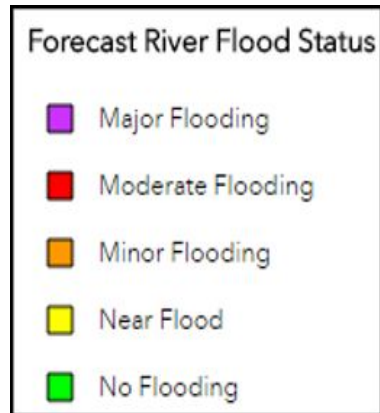 Forecast River Flood Status
Major Flooding
Moderate Flooding
Minor Flooding
Near Flood
No Flooding